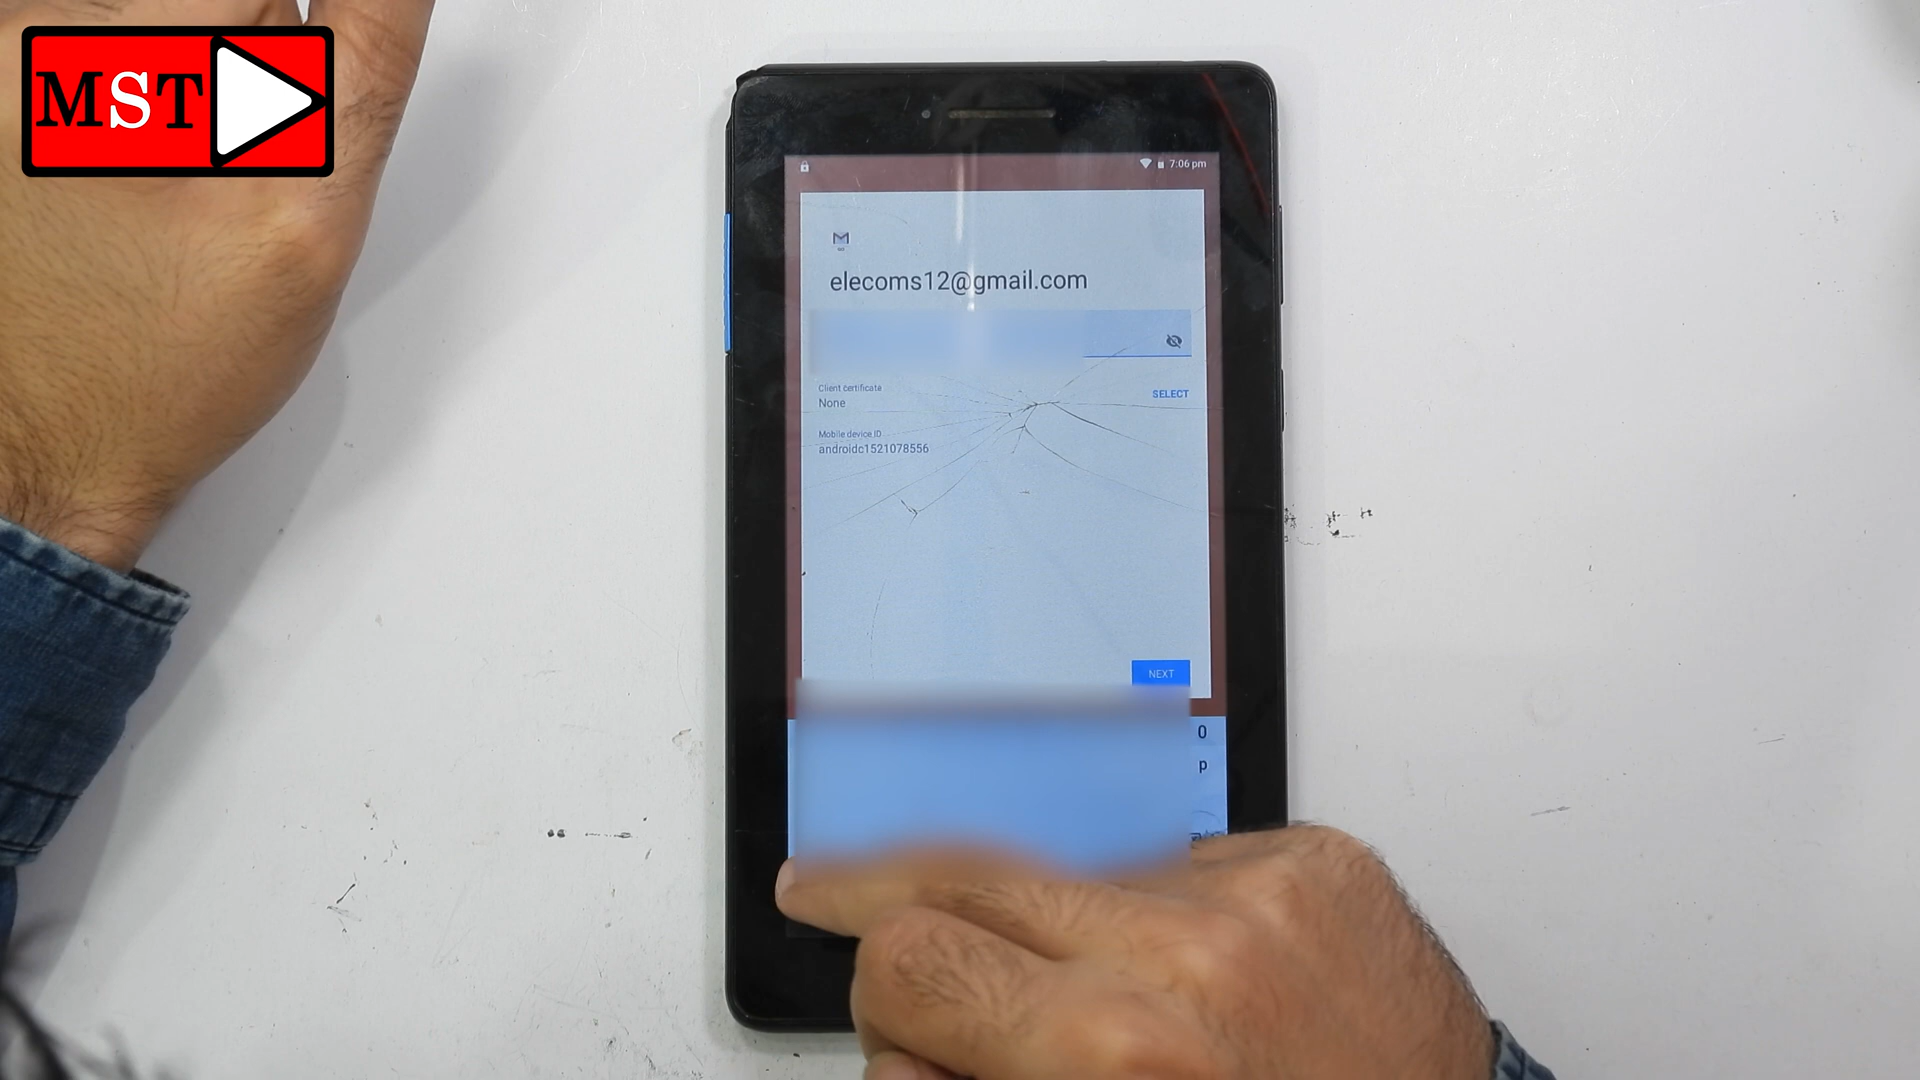 MST
7:06 pm
elecoms12@gmail.com
Client certificate
None
SELECT
Mobile device ID
androidc1521078556
NEXT
0
p